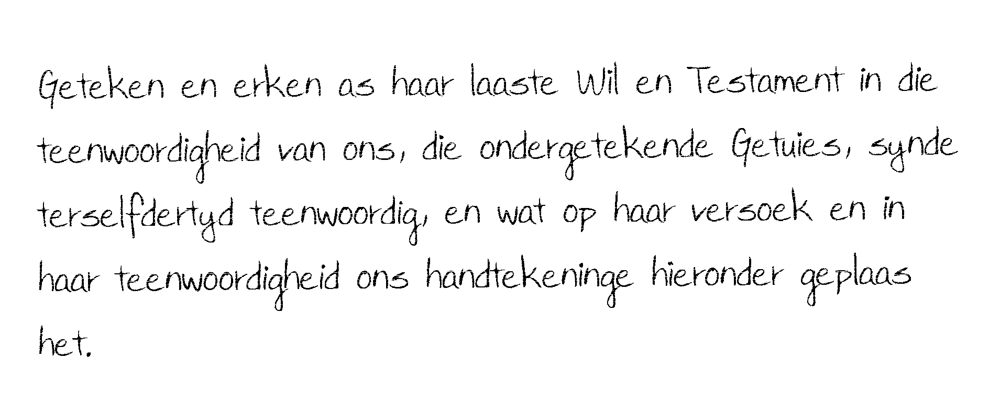 Geteken en erken as haar laaste Wil en Testament in die
teenwoordigheid van ons, die ondergetekende Getuies, synde
terselfdertyd teenwoordig, en wat op haar versoek en in
haar teenwoordigheid ons handtekeninge hieronder geplaas
het.